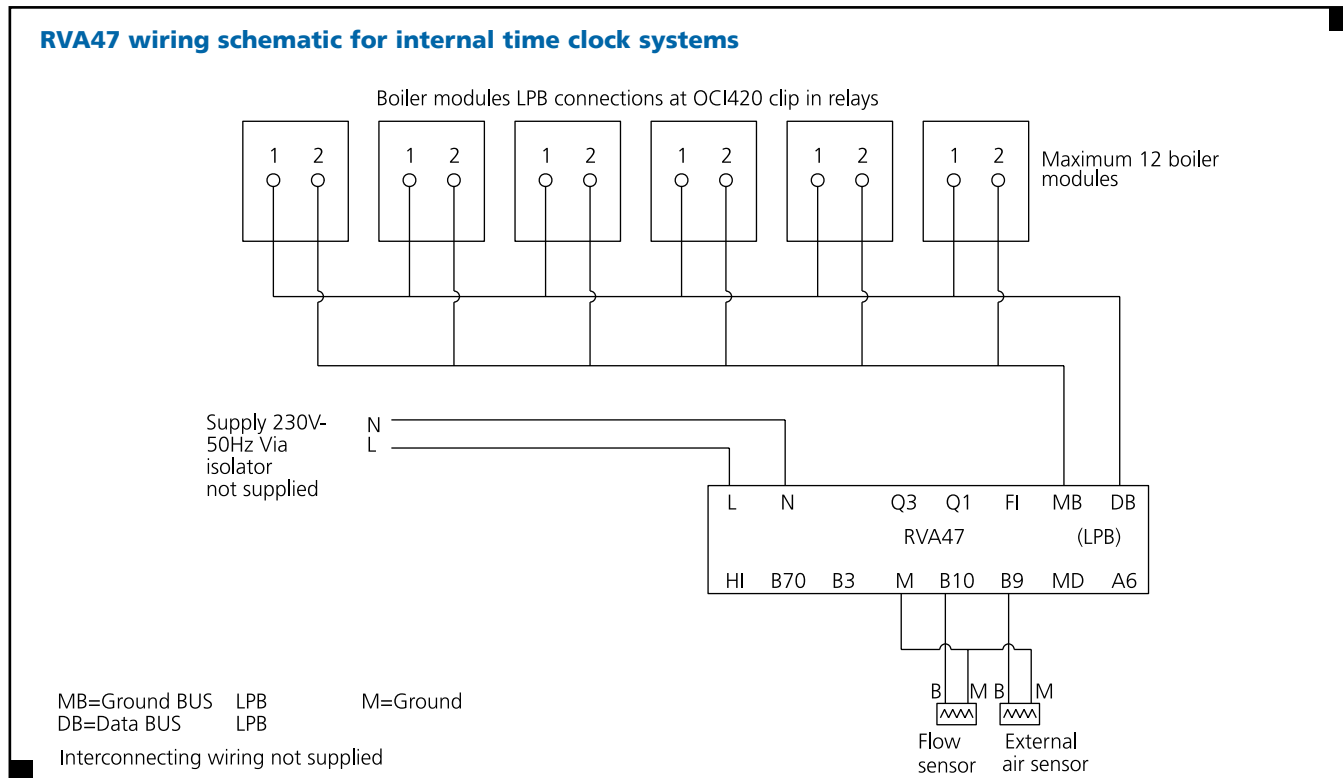 RVA47 wiring schematic for internal time clock systems
Boiler modules LPB connections at OCI420 clip in relays
1 2 1 2 1 2 1 2 1 2 1 2
Maximum 12 boiler
modules
Supply 230V-
50Hz Via
isolator
not supplied
N
L
L N Q3 Q1 FI MB DB
RVA47 (LPB)
HI B70 B3 M B10 B9 MD A6
B M B M
Flow
sensor
External
air sensor
MB=Ground BUS LPB M=Ground
DB=Data BUS LPB
Interconnecting wiring not supplied